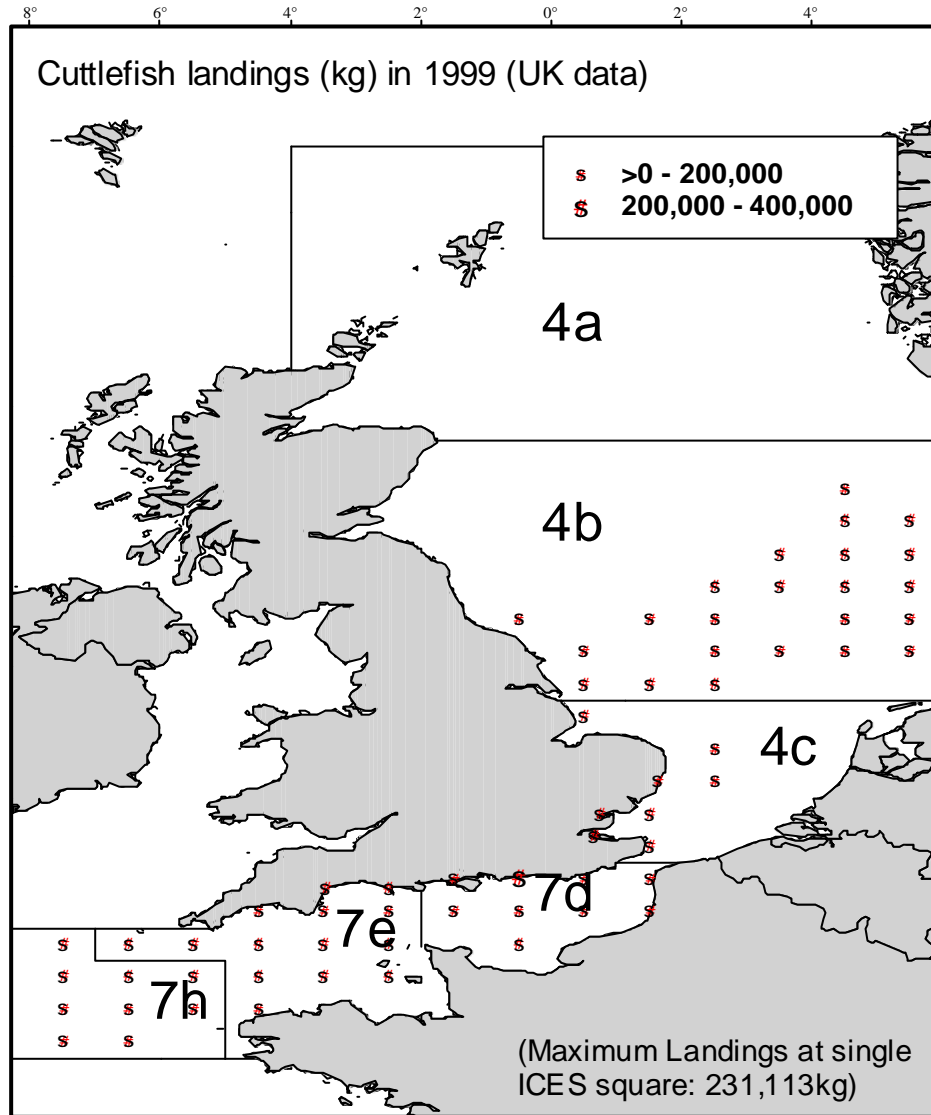 8° 6° 4° 2° 0° 2° 4°
Cuttlefish landings (kg) in 1999 (UK data)
>0 - 200,000
200,000 - 400,000
4a
4b
4c
7d
7e
7h
(Maximum Landings at single
ICES square: 231,113kg)